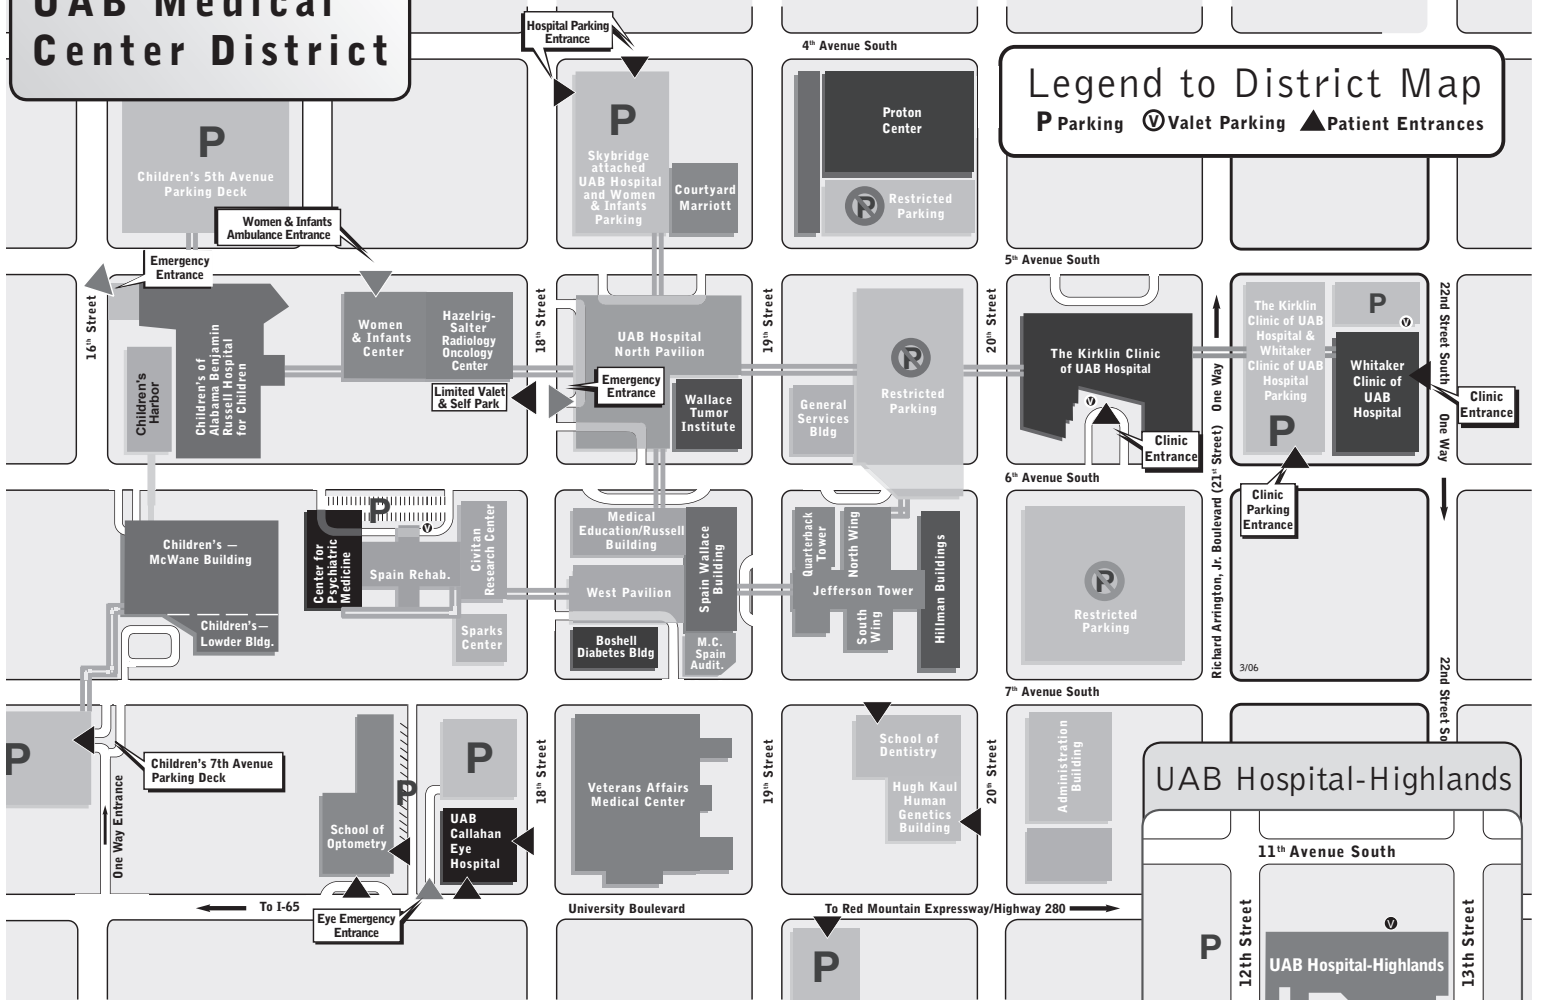 UAB Medical
Center District
Hospital Parking
Entrance
4th Avenue South
Legend to District Map
P Parking
V Valet Parking
Patient Entrances
P
Children's 5th Avenue
Parking Deck
P
Skybridge
attached
UAB Hospital
and Women
& Infants
Parking
Courtyard
Marriott
Proton
Center
P
Restricted
Parking
Women & Infants
Ambulance Entrance
Emergency
Entrance
5th Avenue South
16th Street
Children's
Harbor
Children's of
Alabama Benjamin
Russell Hospital
for Children
Women
& Infants
Center
Hazelrig-
Salter
Radiology
Oncology
Center
Limited Valet
& Self Park
18th Street
UAB Hospital
North Pavilion
Emergency
Entrance
Wallace
Tumor
Institute
19th Street
General
Services
Bldg
P
Restricted
Parking
20th Street
The Kirklin Clinic
of UAB Hospital
V
Clinic
Entrance
One Way
Richard Arrington, Jr. Boulevard (21st Street)
The Kirklin
Clinic of UAB
Hospital &
Whitaker
Clinic of UAB
Hospital
Parking
P
P
V
Whitaker
Clinic of
UAB
Hospital
22nd Street South
One Way
Clinic
Entrance
Clinic
Parking
Entrance
6th Avenue South
Children's —
McWane Building
Children's—
Lowder Bldg.
P
V
Center for
Psychiatric
Medicine
Spain Rehab.
Civitan
Research Center
Sparks
Center
Medical
Education/Russell
Building
West Pavilion
Spain Wallace
Building
Boshell
Diabetes Bldg
M.C.
Spain
Audit.
Quarterback
Tower
North Wing
Jefferson Tower
South
Wing
Hillman Buildings
P
Restricted
Parking
3/06
7th Avenue South
22nd Street So
P
Children's 7th Avenue
Parking Deck
One Way Entrance
School of
Optometry
P
P
UAB
Callahan
Eye
Hospital
18th Street
Veterans Affairs
Medical Center
19th Street
School of
Dentistry
Hugh Kaul
Human
Genetics
Building
20th Street
Administration
Building
To I-65
Eye Emergency
Entrance
University Boulevard
To Red Mountain Expressway/Highway 280
P
UAB Hospital-Highlands
11th Avenue South
P
12th Street
V
UAB Hospital-Highlands
13th Street